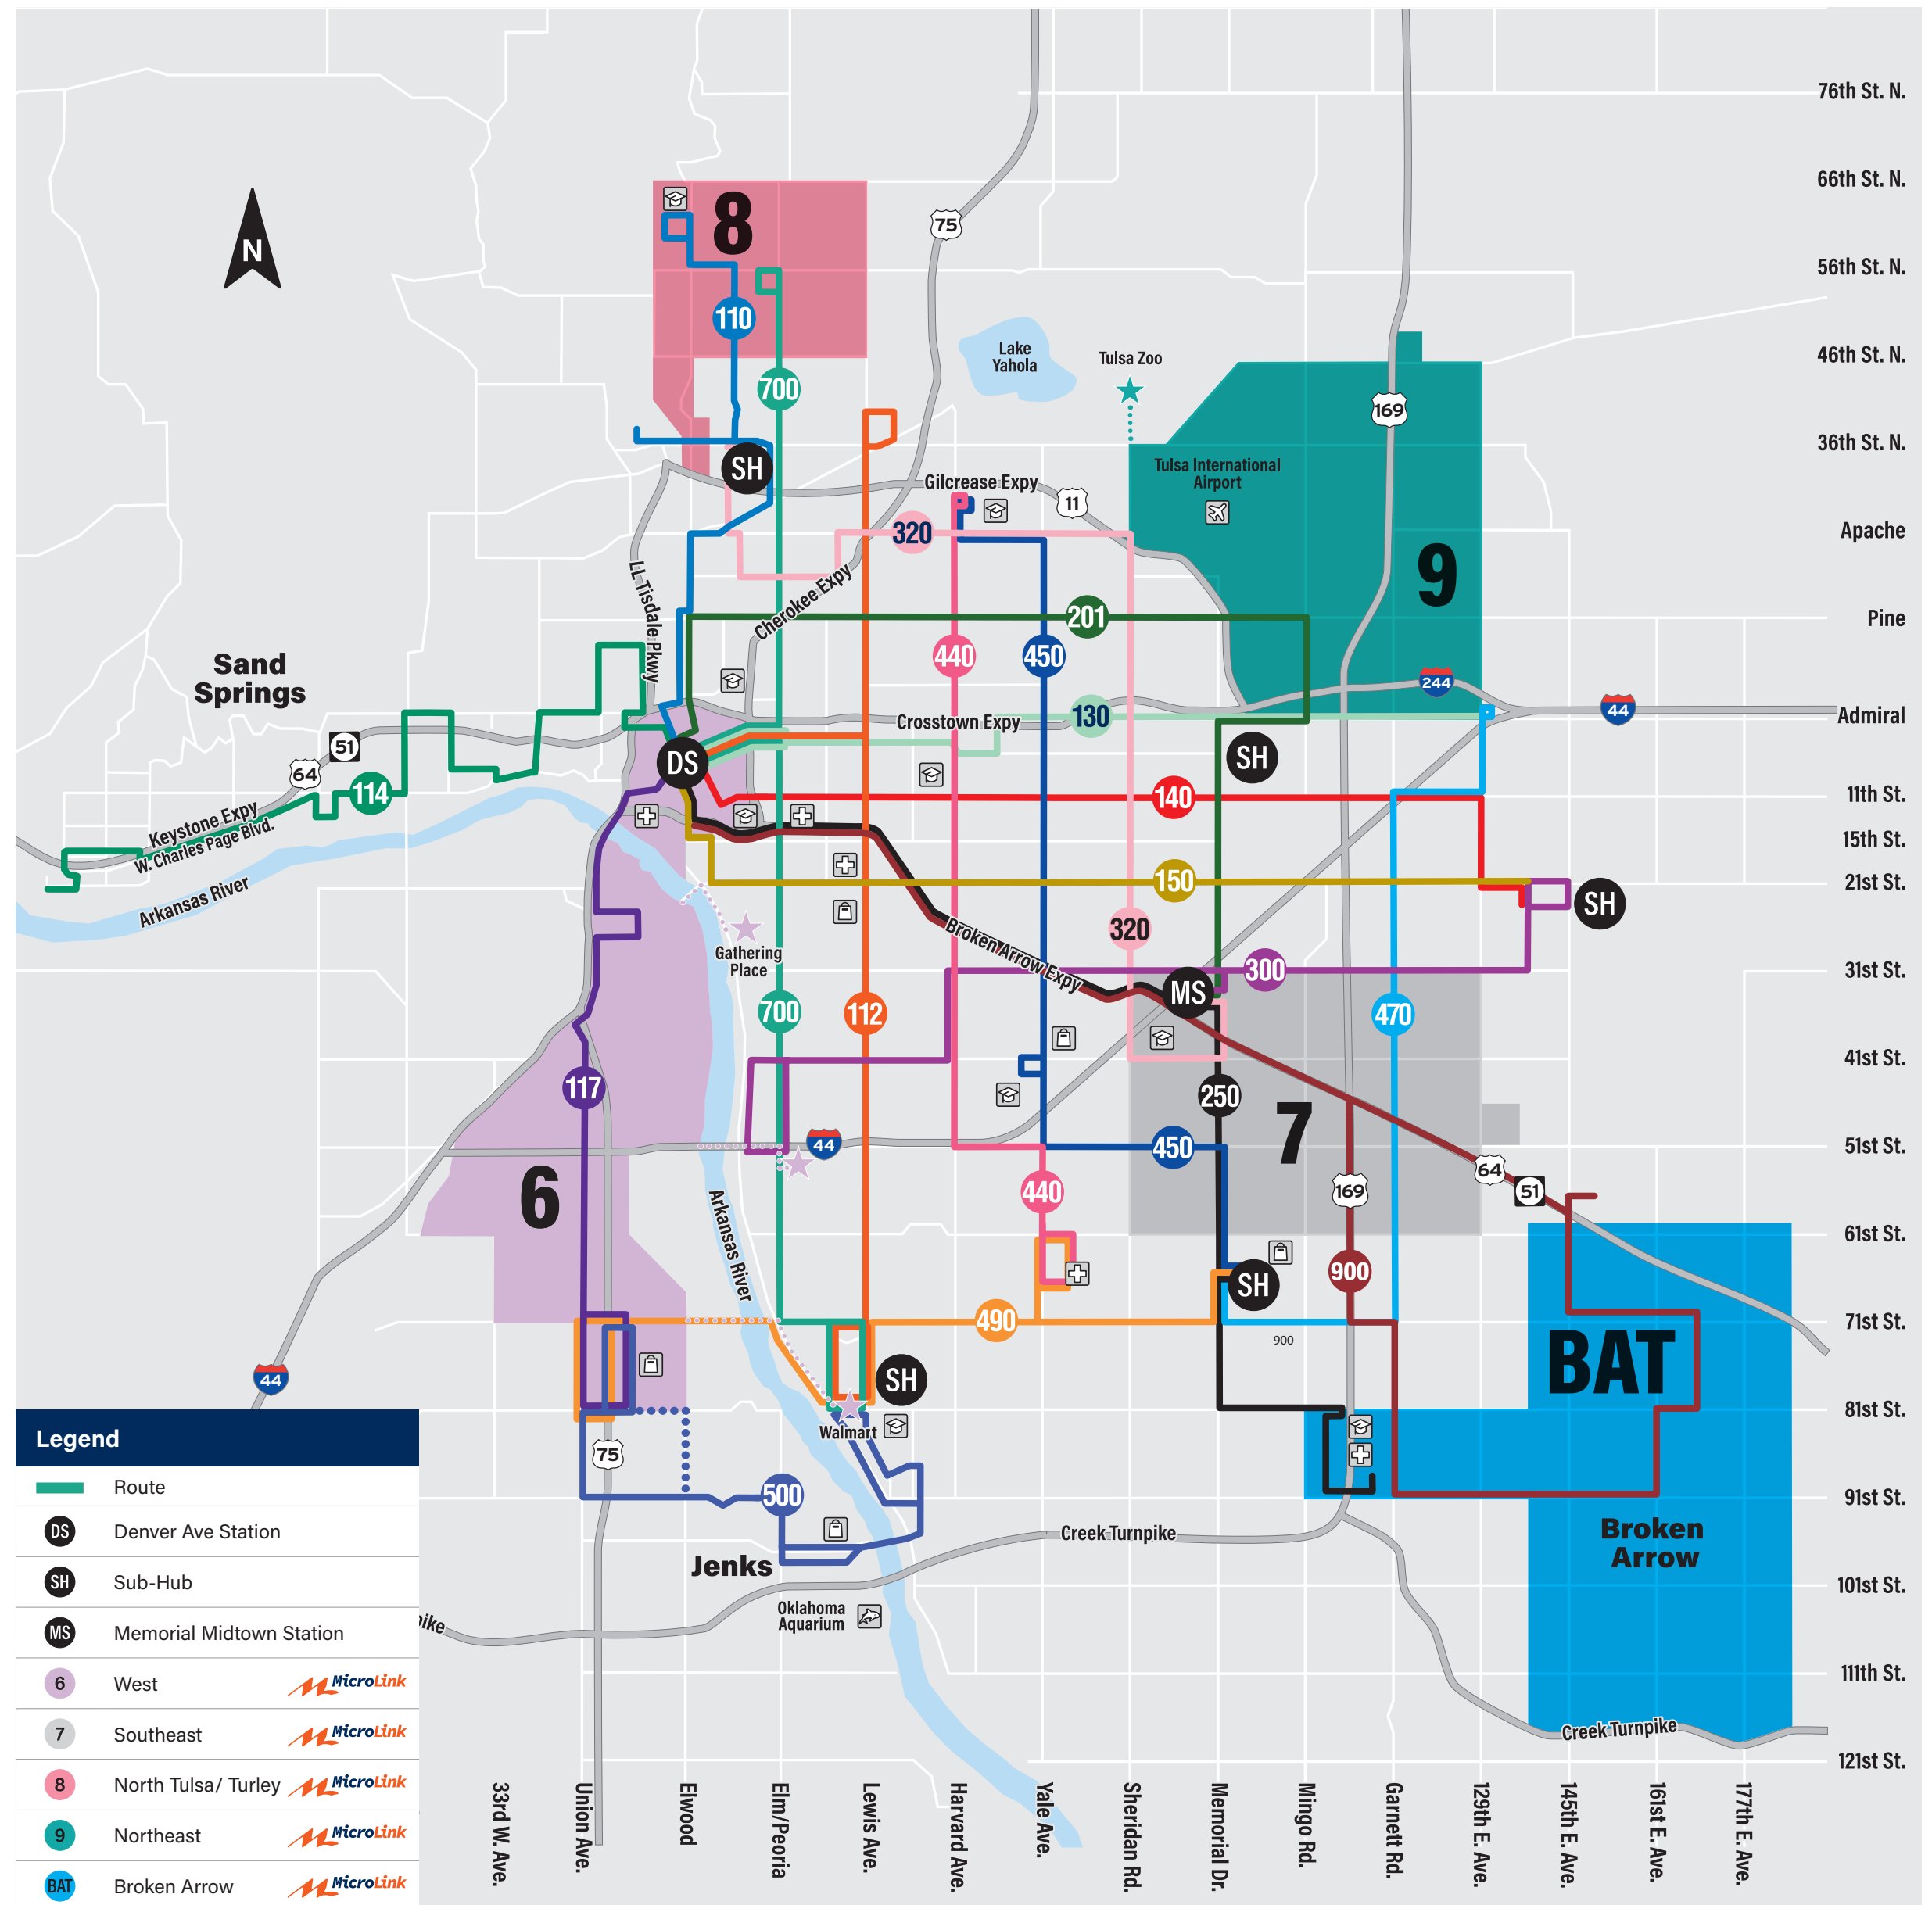 76th St. N.
66th St. N.
56th St. N.
46th St. N.
36th St. N.
Apache
Pine
Admiral
11th St.
15th St.
21st St.
31st St.
41st St.
51st St.
61st St.
71st St.
81st St.
91st St.
101st St.
111th St.
121st St.
N
8
75
110
700
Lake
Yahola
Tulsa Zoo
169
Tulsa International
Airport
SH
Gilcrease Expy
11
320
9
LL Tisdale Pkwy
Cherokee Expy
201
440
450
Sand
Springs
244
44
Crosstown Expy
130
51
64
114
DS
SH
140
Keystone Expy
W. Charles Page Blvd.
Arkansas River
150
SH
320
Gathering
Place
Broken Arrow Expy
300
MS
700
112
470
117
250
7
44
450
6
440
64
51
169
Arkansas River
SH
900
490
900
BAT
44
SH
Walmart
75
500
Creek Turnpike
Broken
Arrow
Jenks
Oklahoma
Aquarium
pike
Creek Turnpike
33rd W. Ave.
Union Ave.
Elwood
Elm/Peoria
Lewis Ave.
Harvard Ave.
Yale Ave.
Sheridan Rd.
Memorial Dr.
Mingo Rd.
Garnett Rd.
129th E. Ave.
145th E. Ave.
161st E. Ave.
177th E. Ave.
Legend
Route
DS Denver Ave Station
SH Sub-Hub
MS Memorial Midtown Station
6 West MicroLink
7 Southeast MicroLink
8 North Tulsa/ Turley MicroLink
9 Northeast MicroLink
BAT Broken Arrow MicroLink